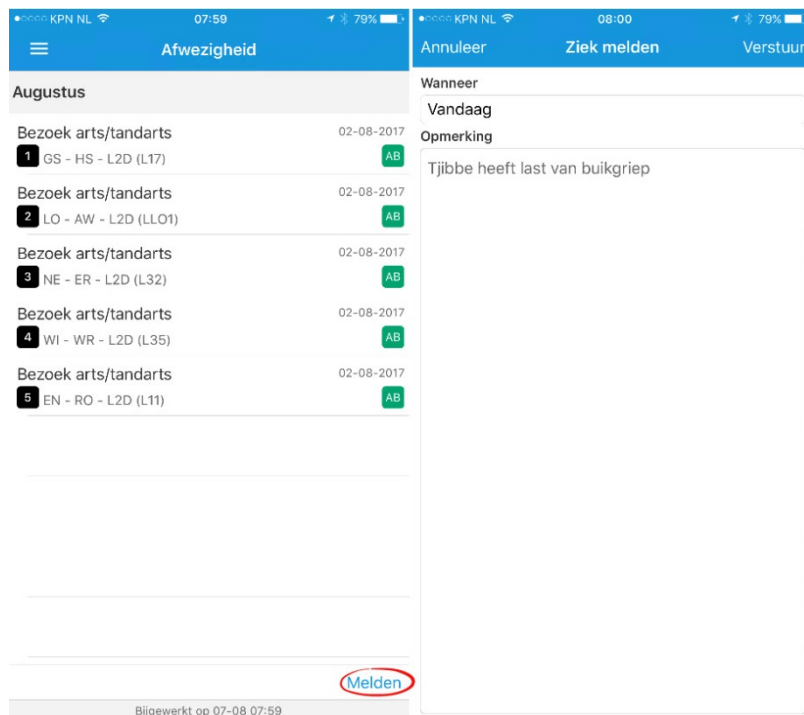 KPN NL 07:59 79%
Afwezigheid
Augustus
Bezoek arts/tandarts 02-08-2017
1 GS - HS - L2D (L17) AB
Bezoek arts/tandarts 02-08-2017
2 LO - AW - L2D (LLO1) AB
Bezoek arts/tandarts 02-08-2017
3 NE - ER - L2D (L32) AB
Bezoek arts/tandarts 02-08-2017
4 WI - WR - L2D (L35) AB
Bezoek arts/tandarts 02-08-2017
5 EN - RO - L2D (L11) AB
Melden
Bijgewerkt op 07-08 07:59
KPN NL 08:00 79%
Annuleer Ziek melden Verstuur
Wanneer
Vandaag
Opmerking
Tjibbe heeft last van buikgriep